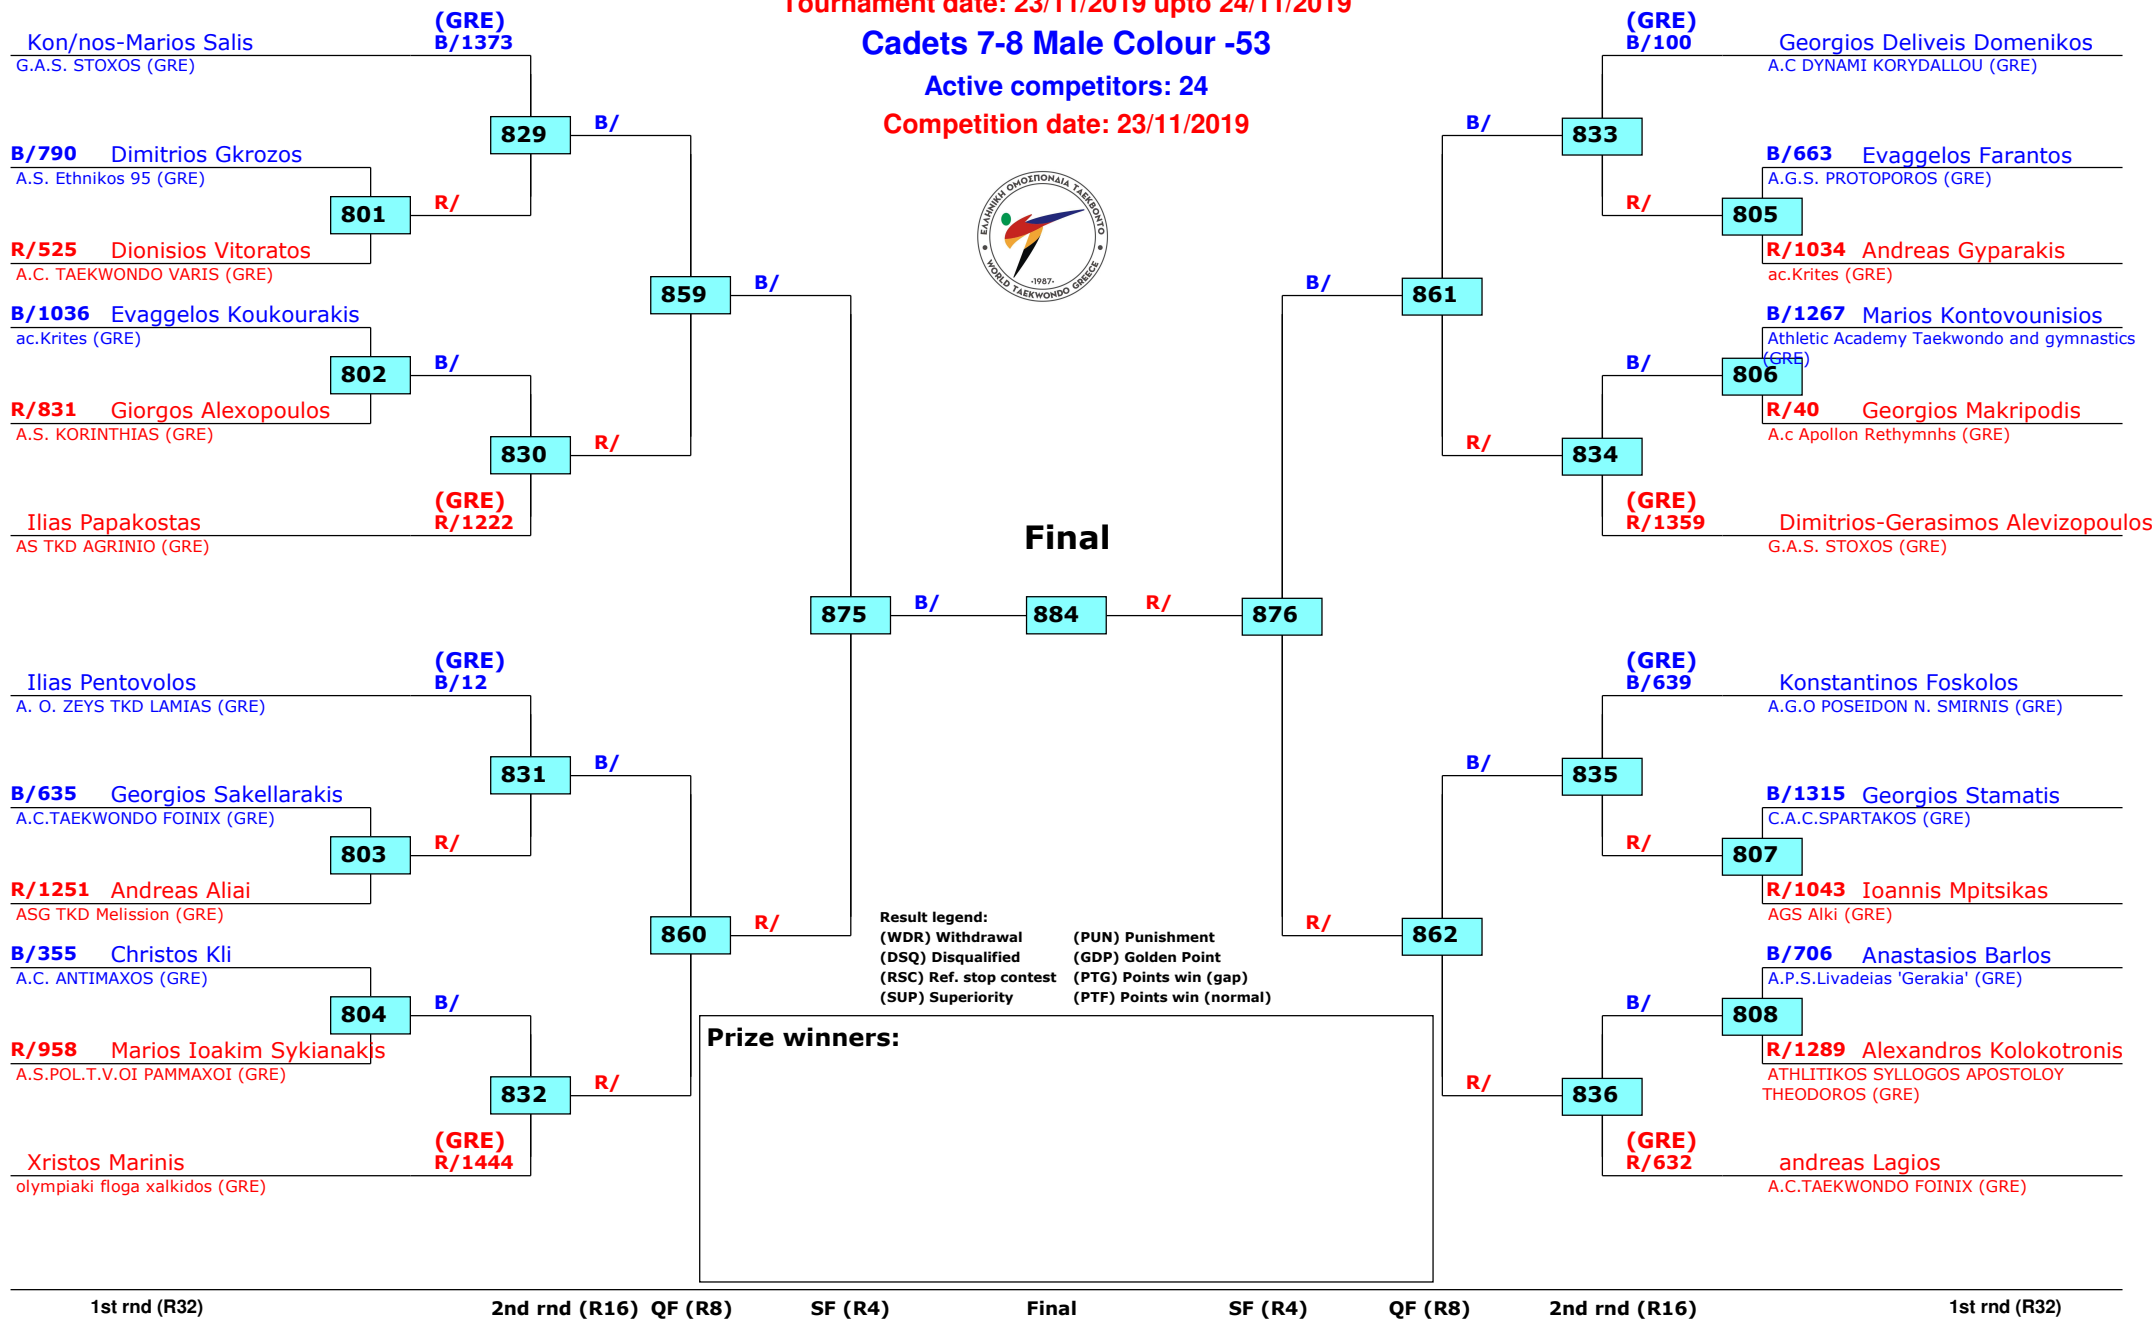 Tournament date: 23/11/2019 upto 24/11/2019
Cadets 7-8 Male Colour -53
Active competitors: 24
Competition date: 23/11/2019
ΕΛΛΗΝΙΚΗ ΟΜΟΣΠΟΝΔΙΑ ΤΑΕΚΒΟΝΤΟ
-1987-
WORLD TAEKWONDO GREECE
(GRE)
Kon/nos-Marios Salis B/1373
G.A.S. STOXOS (GRE)
829 B/
B/790 Dimitrios Gkrozos
A.S. Ethnikos 95 (GRE)
801 R/
R/525 Dionisios Vitoratos
A.C. TAEKWONDO VARIS (GRE)
859 B/
B/1036 Evaggelos Koukourakis
ac.Krites (GRE)
802 B/
R/831 Giorgos Alexopoulos
A.S. KORINTHIAS (GRE)
830 R/
(GRE)
Ilias Papakostas R/1222
AS TKD AGRINIO (GRE)
875 B/
(GRE)
Ilias Pentovolos B/12
A. O. ZEYS TKD LAMIAS (GRE)
831 B/
B/635 Georgios Sakellarakis
A.C.TAEKWONDO FOINIX (GRE)
803 R/
R/1251 Andreas Aliai
ASG TKD Melission (GRE)
860 R/
B/355 Christos Kli
A.C. ANTIMAXOS (GRE)
804 B/
R/958 Marios Ioakim Sykianakis
A.S.POL.T.V.OI PAMMAXOI (GRE)
832 R/
(GRE)
Xristos Marinis R/1444
olympiaki floga xalkidos (GRE)
Final
884
(GRE)
B/100 Georgios Deliveis Domenikos
A.C DYNAMI KORYDALLOU (GRE)
B/ 833
B/663 Evaggelos Farantos
A.G.S. PROTOPOROS (GRE)
R/ 805
R/1034 Andreas Gyparakis
ac.Krites (GRE)
B/ 861
B/1267 Marios Kontovounisios
Athletic Academy Taekwondo and gymnastics
(GRE)
B/ 806
R/40 Georgios Makripodis
A.c Apollon Rethymnhs (GRE)
R/ 834
(GRE)
R/1359 Dimitrios-Gerasimos Alevizopoulos
G.A.S. STOXOS (GRE)
R/ 876
(GRE)
B/639 Konstantinos Foskolos
A.G.O POSEIDON N. SMIRNIS (GRE)
B/ 835
B/1315 Georgios Stamatis
C.A.C.SPARTAKOS (GRE)
R/ 807
R/1043 Ioannis Mpitsikas
AGS Alki (GRE)
R/ 862
B/706 Anastasios Barlos
A.P.S.Livadeias 'Gerakia' (GRE)
B/ 808
R/1289 Alexandros Kolokotronis
ATHLITIKOS SYLLOGOS APOSTOLOY
THEODOROS (GRE)
R/ 836
(GRE)
R/632 andreas Lagios
A.C.TAEKWONDO FOINIX (GRE)
Result legend:
(WDR) Withdrawal (PUN) Punishment
(DSQ) Disqualified (GDP) Golden Point
(RSC) Ref. stop contest (PTG) Points win (gap)
(SUP) Superiority (PTF) Points win (normal)
Prize winners:
1st rnd (R32) 2nd rnd (R16) QF (R8) SF (R4) Final SF (R4) QF (R8) 2nd rnd (R16) 1st rnd (R32)